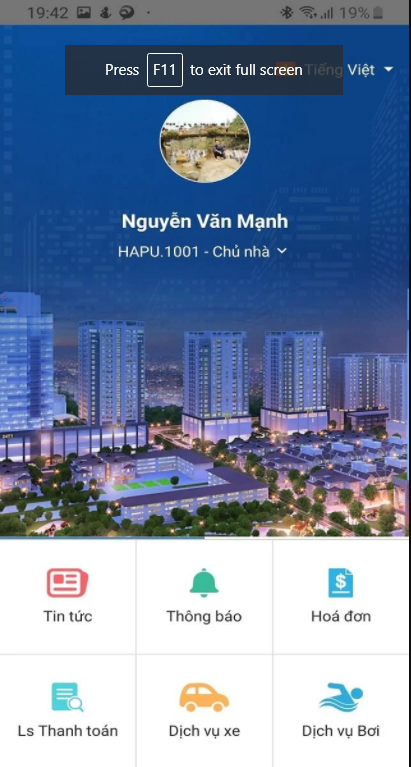 19:42
19%
Press F11 to exit full screen
Tiếng Việt
Nguyễn Văn Mạnh
HAPU.1001 - Chủ nhà
Tin tức
Thông báo
Hoá đơn
Ls Thanh toán
Dịch vụ xe
Dịch vụ Bơi